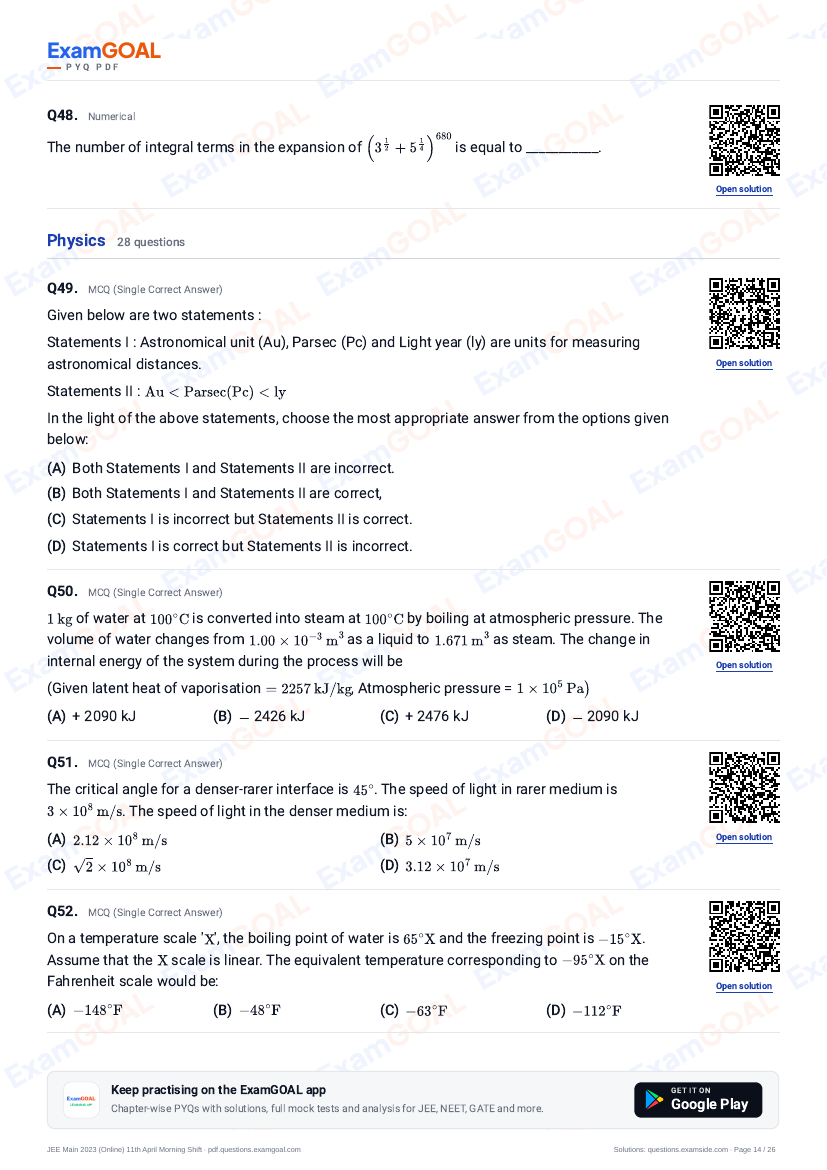 ExamGOAL
PYQ PDF
Q48. Numerical
The number of integral terms in the expansion of (3^{1/2} + 5^{1/4})^{680} is equal to ___________.
Open solution
Physics 28 questions
Q49. MCQ (Single Correct Answer)
Given below are two statements :
Statements I : Astronomical unit (Au), Parsec (Pc) and Light year (ly) are units for measuring
astronomical distances.
Statements II : Au < Parsec(Pc) < ly
In the light of the above statements, choose the most appropriate answer from the options given
below:
(A) Both Statements I and Statements II are incorrect.
(B) Both Statements I and Statements II are correct,
(C) Statements I is incorrect but Statements II is correct.
(D) Statements I is correct but Statements II is incorrect.
Open solution
Q50. MCQ (Single Correct Answer)
1 kg of water at 100°C is converted into steam at 100°C by boiling at atmospheric pressure. The
volume of water changes from 1.00 × 10⁻³ m³ as a liquid to 1.671 m³ as steam. The change in
internal energy of the system during the process will be
(Given latent heat of vaporisation = 2257 kJ/kg, Atmospheric pressure = 1 × 10⁵ Pa)
(A) + 2090 kJ (B) − 2426 kJ (C) + 2476 kJ (D) − 2090 kJ
Open solution
Q51. MCQ (Single Correct Answer)
The critical angle for a denser-rarer interface is 45°. The speed of light in rarer medium is
3 × 10⁸ m/s. The speed of light in the denser medium is:
(A) 2.12 × 10⁸ m/s (B) 5 × 10⁷ m/s
(C) √2 × 10⁸ m/s (D) 3.12 × 10⁷ m/s
Open solution
Q52. MCQ (Single Correct Answer)
On a temperature scale 'X', the boiling point of water is 65°X and the freezing point is −15°X.
Assume that the X scale is linear. The equivalent temperature corresponding to −95°X on the
Fahrenheit scale would be:
(A) −148°F (B) −48°F (C) −63°F (D) −112°F
Open solution
ExamGOAL
Keep practising on the ExamGOAL app
Chapter-wise PYQs with solutions, full mock tests and analysis for JEE, NEET, GATE and more.
GET IT ON
Google Play
JEE Main 2023 (Online) 11th April Morning Shift · pdf.questions.examgoal.com
Solutions: questions.examside.com · Page 14 / 26